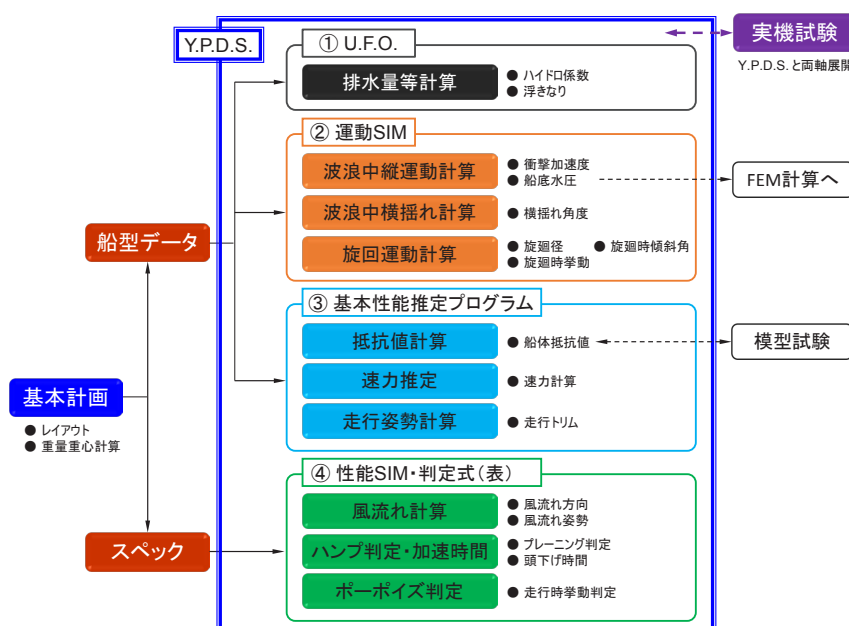 Y.P.D.S.
実機試験
Y.P.D.S.と両軸展開
① U.F.O.
排水量等計算
● ハイドロ係数
● 浮きなり
② 運動SIM
波浪中縦運動計算
● 衝撃加速度
● 船底水圧
FEM計算へ
波浪中横揺れ計算
● 横揺れ角度
旋回運動計算
● 旋廻径 ● 旋廻時傾斜角
● 旋廻時挙動
船型データ
③ 基本性能推定プログラム
抵抗値計算
● 船体抵抗値
模型試験
速力推定
● 速力計算
走行姿勢計算
● 走行トリム
基本計画
● レイアウト
● 重量重心計算
④ 性能SIM・判定式(表)
風流れ計算
● 風流れ方向
● 風流れ姿勢
スペック
ハンプ判定・加速時間
● プレーニング判定
● 頭下げ時間
ポーポイズ判定
● 走行時挙動判定